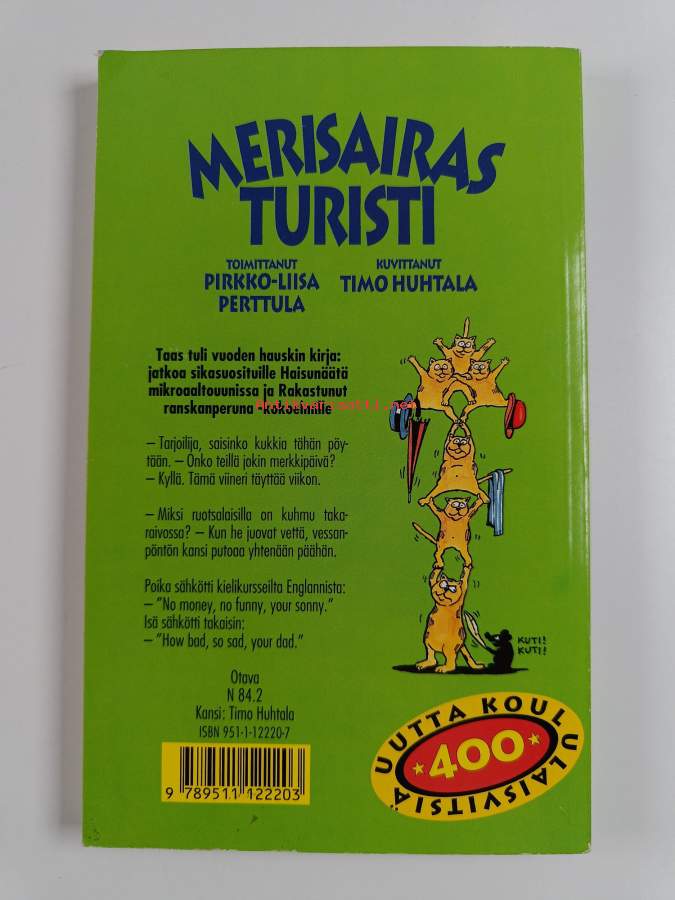 MERISAIRAS
TURISTI
TOIMITTANUT
PIRKKO-LIISA
PERTTULA
KUVITTANUT
TIMO HUHTALA
Taas tuli vuoden hauskin kirja:
jatkoa sikasuosituille Haisunäätä
mikroaaltouunissa ja Rakastunut
ranskanperuna -kokoelmille
Antikvariaatti.net
– Tarjoilija, saisinko kukkia tähän pöy-
tään. – Onko teillä jokin merkkipäivä?
– Kyllä. Tämä viineri täyttää viikon.
– Miksi ruotsalaisilla on kuhmu taka-
raivossa? – Kun he juovat vettä, vessan-
pöntön kansi putoaa yhtenään päähän.
Poika sähkötti kielikursseilta Englannista:
– ”No money, no funny, your sonny.”
Isä sähkötti takaisin:
– ”How bad, so sad, your dad.”
Otava
N 84.2
Kansi: Timo Huhtala
ISBN 951-1-12220-7
9 789511 122203
KUTI!
KUTI!
400
UUTTA KOULULAISVITSIÄ